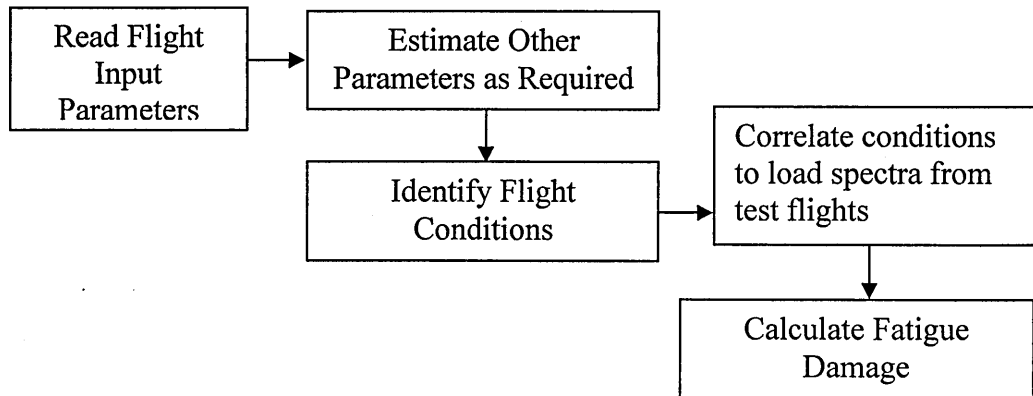 Read Flight
Input
Parameters
Estimate Other
Parameters as Required
Identify Flight
Conditions
Correlate conditions
to load spectra from
test flights
Calculate Fatigue
Damage